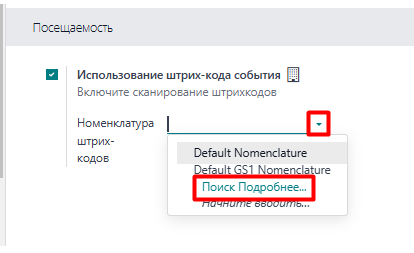 Посещаемость
Использование штрих-кода события
Включите сканирование штрихкодов
Номенклатура
штрих-
кодов
Default Nomenclature
Default GS1 Nomenclature
Поиск Подробнее...
Начните вводить...